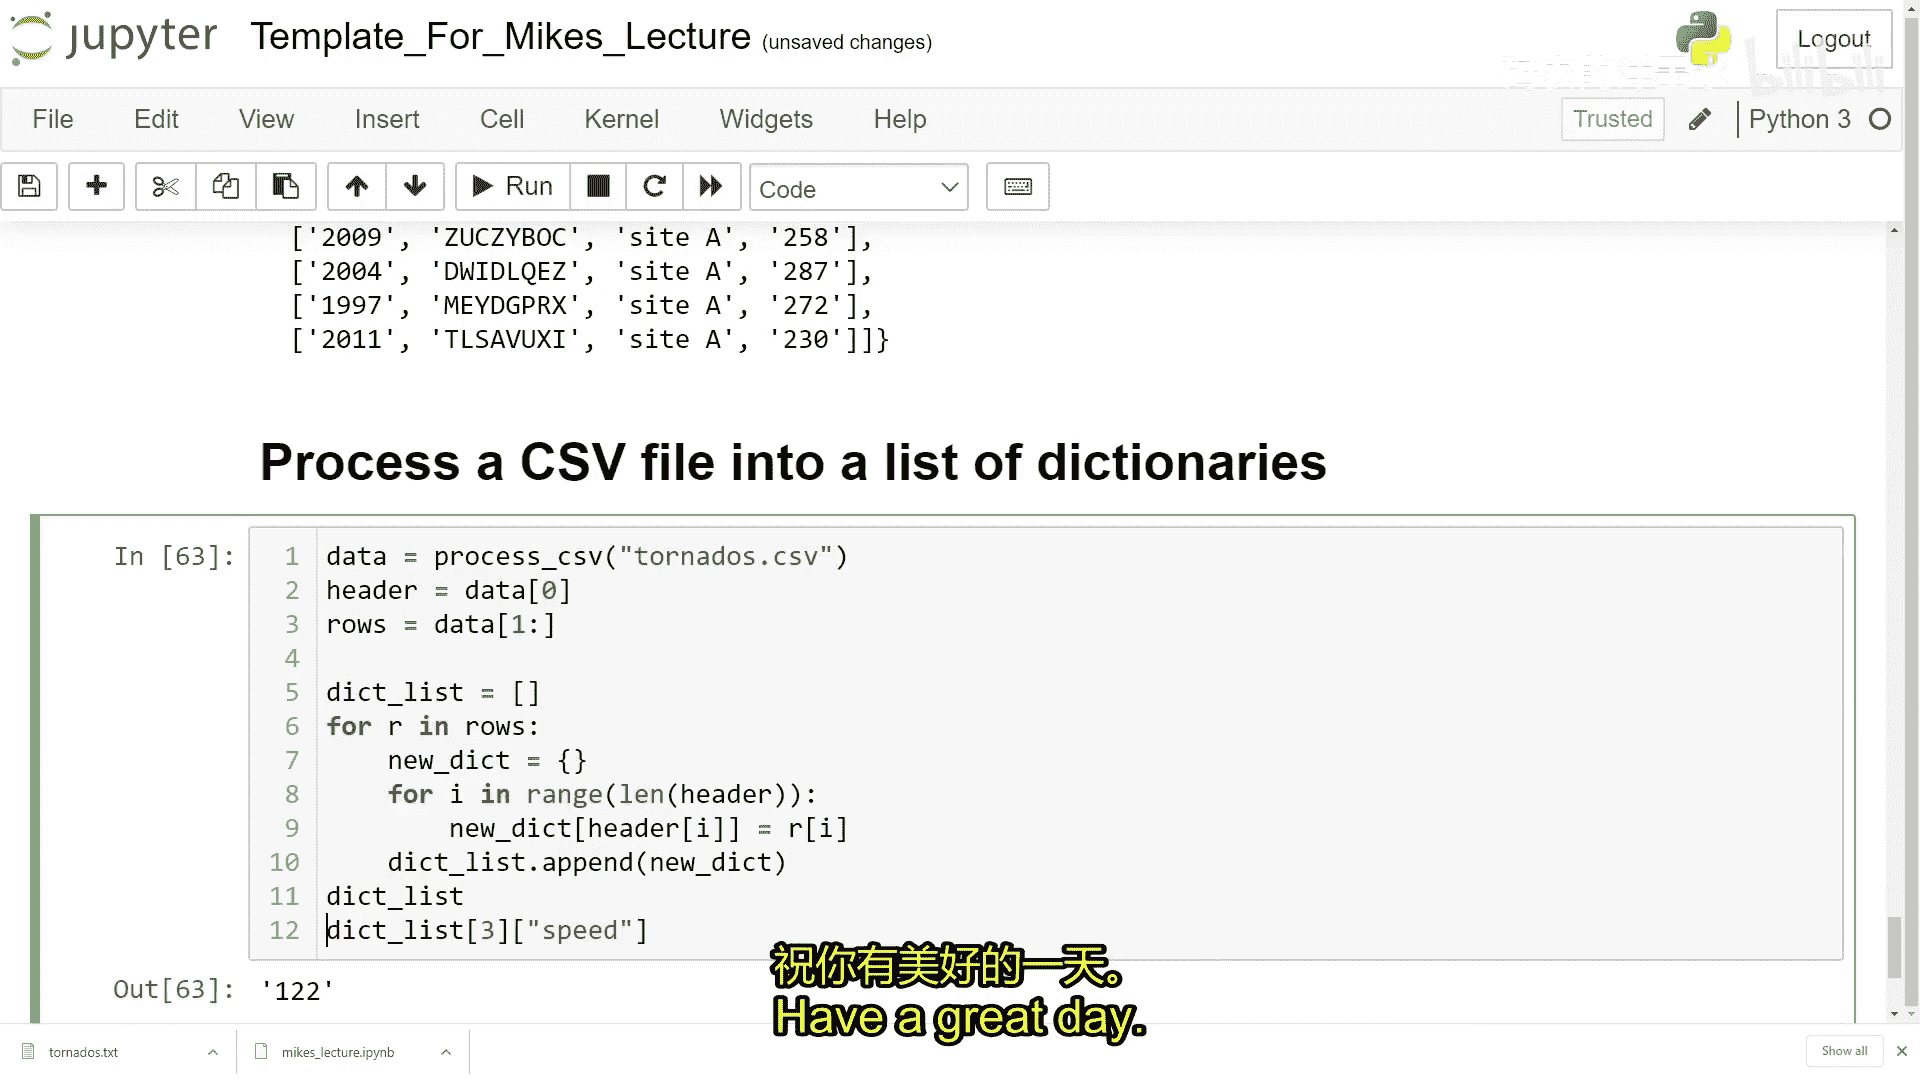 jupyter Template_For_Mikes_Lecture (unsaved changes)
Logout
bilibili
File Edit View Insert Cell Kernel Widgets Help
Trusted Python 3
Run Code
['2009', 'ZUCZYBOC', 'site A', '258'],
['2004', 'DWIDLQEZ', 'site A', '287'],
['1997', 'MEYDGPRX', 'site A', '272'],
['2011', 'TLSAVUXI', 'site A', '230']]}
Process a CSV file into a list of dictionaries
In [63]:
1 data = process_csv("tornados.csv")
2 header = data[0]
3 rows = data[1:]
4
5 dict_list = []
6 for r in rows:
7 new_dict = {}
8 for i in range(len(header)):
9 new_dict[header[i]] = r[i]
10 dict_list.append(new_dict)
11 dict_list
12 dict_list[3]["speed"]
Out[63]: '122'
祝你有美好的一天。
Have a great day.
tornados.txt
mikes_lecture.ipynb
Show all